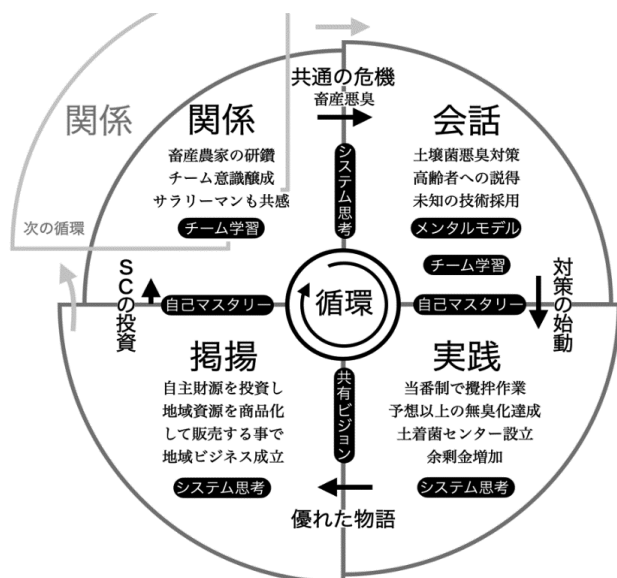 共通の危機
畜産悪臭
関係
関係
畜産農家の研鑽
チーム意識醸成
サラリーマンも共感
チーム学習
次の循環
システム思考
会話
土壌菌悪臭対策
高齢者への説得
未知の技術採用
メンタルモデル
チーム学習
SCの投資
自己マスタリー
循環
自己マスタリー
対策の始動
掲揚
自主財源を投資し
地域資源を商品化
して販売する事で
地域ビジネス成立
システム思考
共有ビジョン
実践
当番制で攪拌作業
予想以上の無臭化達成
土着菌センター設立
余剰金増加
システム思考
優れた物語